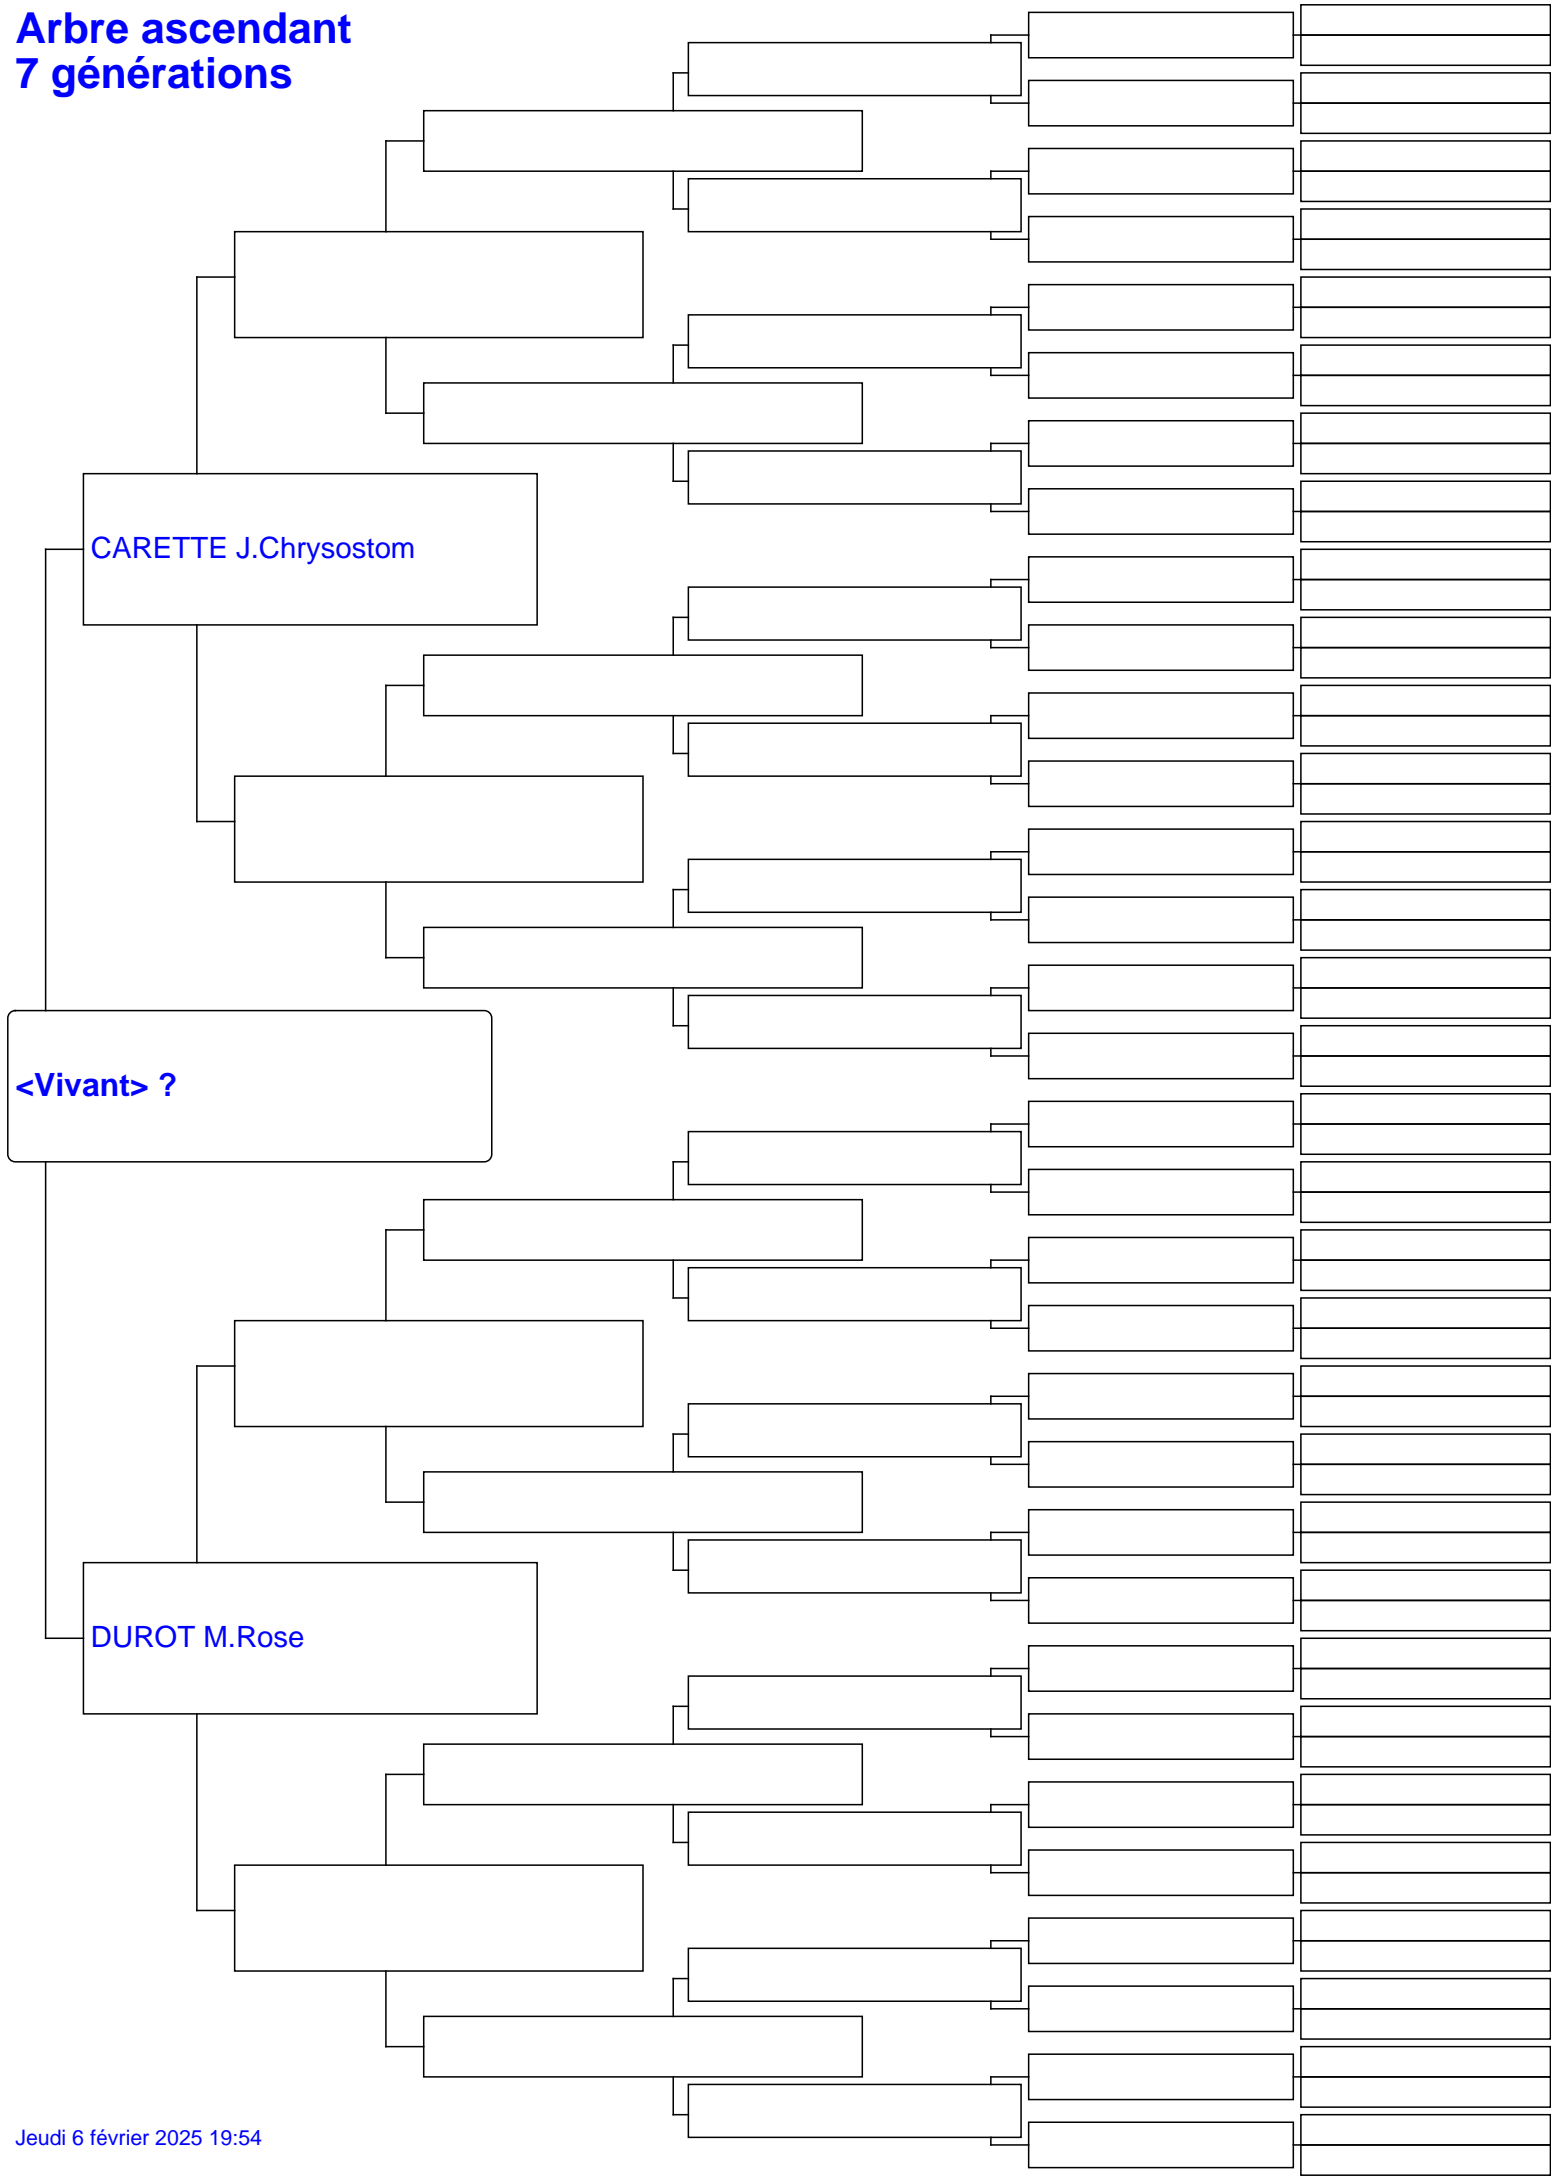 Arbre ascendant
7 générations
CARETTE J.Chrysostom
<Vivant> ?
DUROT M.Rose
Jeudi 6 février 2025 19:54